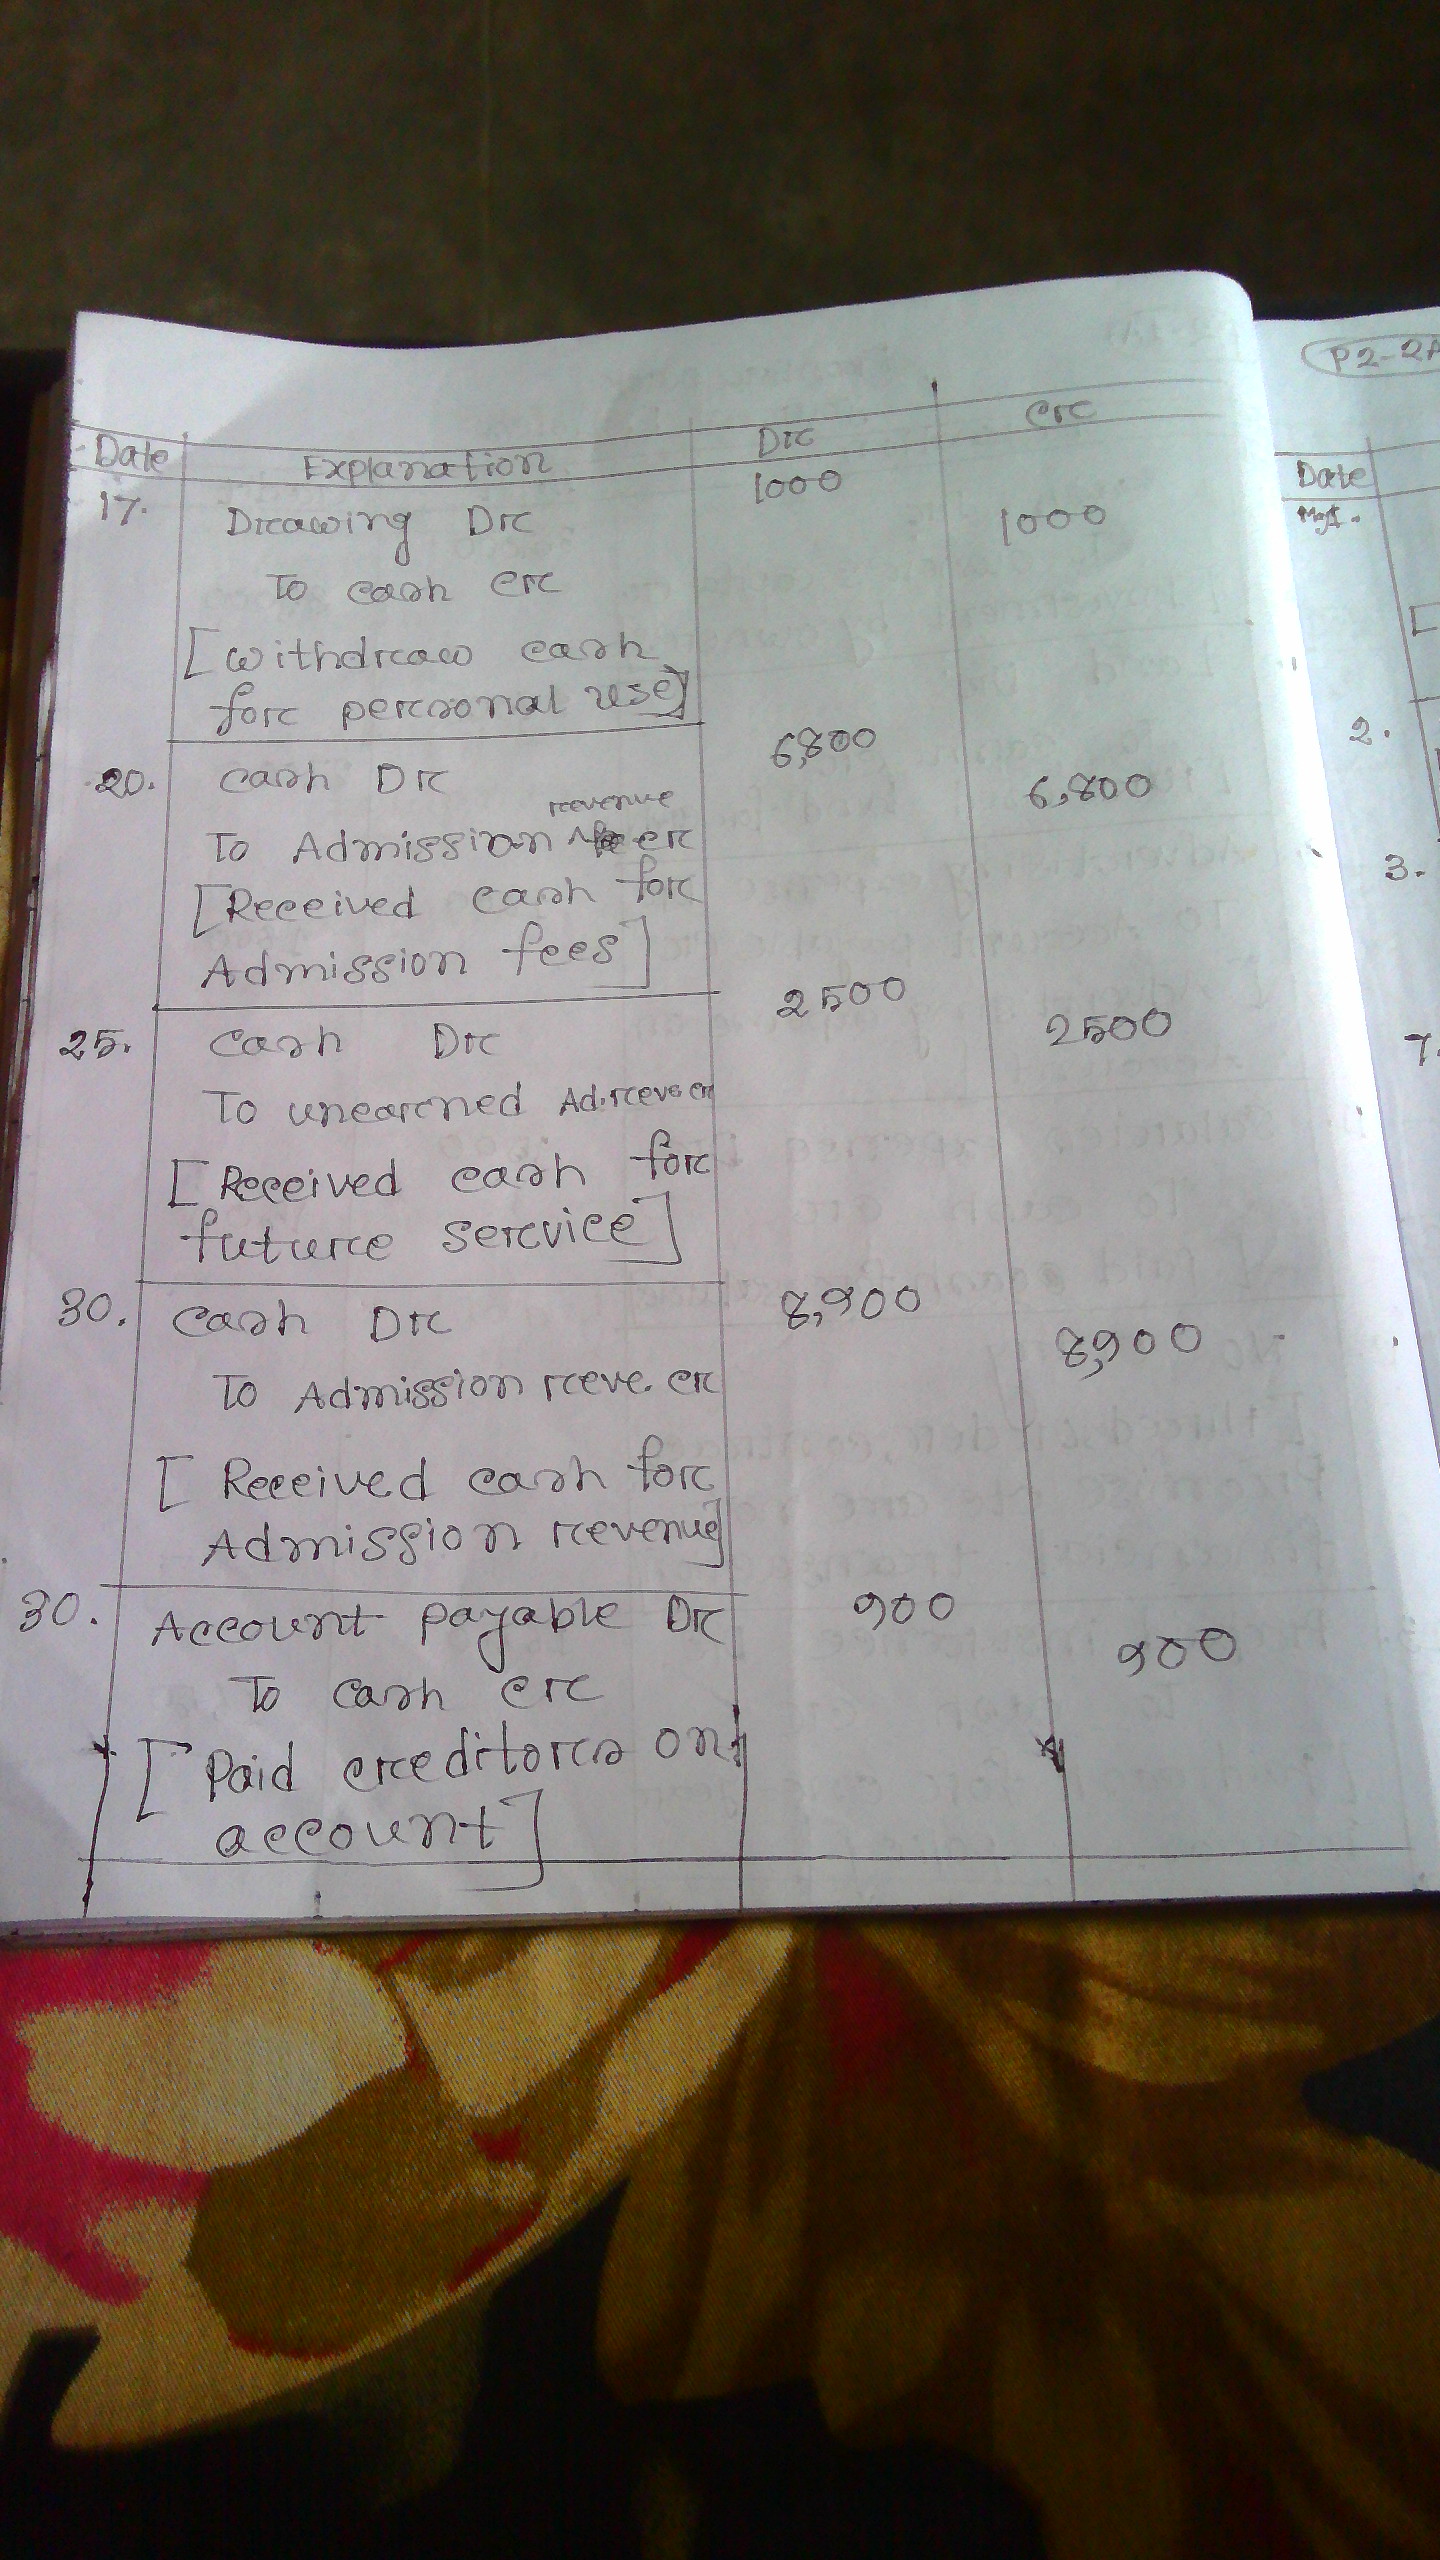 P2-2A
Date Explanation Dr Cr
17. Drawing Dr 1000
To cash cr 1000
[withdraw cash
for personal use]
20. Cash Dr 6,800
revenue
To Admission cr 6,800
[Received cash for
Admission fees]
25. Cash Dr 2500
To unearned Ad.reve cr 2500
[Received cash for
future service]
30. Cash Dr 8,900
To Admission reve. cr 8,900
[Received cash for
Admission revenue]
30. Account payable Dr 900
To cash cr 900
[Paid creditors on
account]
Date
2.
3.
7.